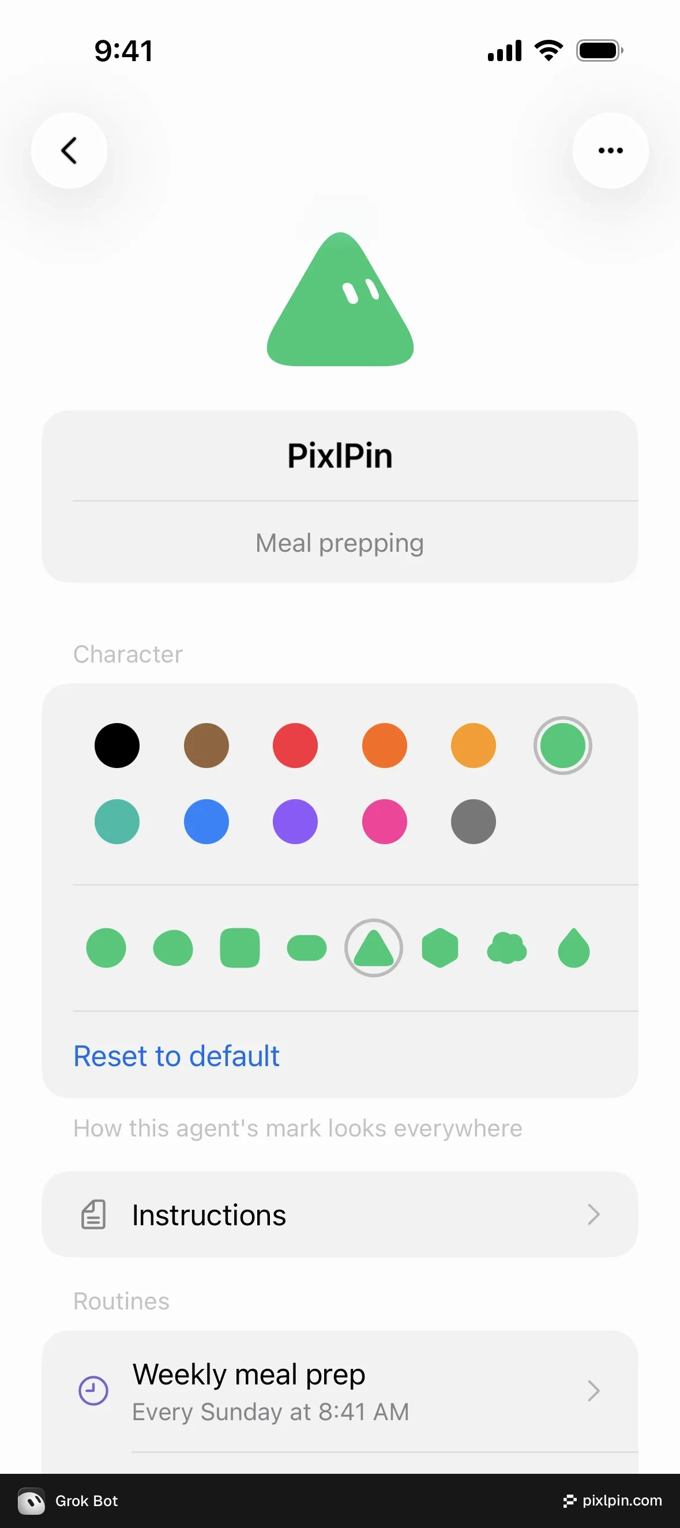 9:41
PixlPin
Meal prepping
Character
Reset to default
How this agent's mark looks everywhere
Instructions
Routines
Weekly meal prep
Every Sunday at 8:41 AM
Grok Bot
pixlpin.com